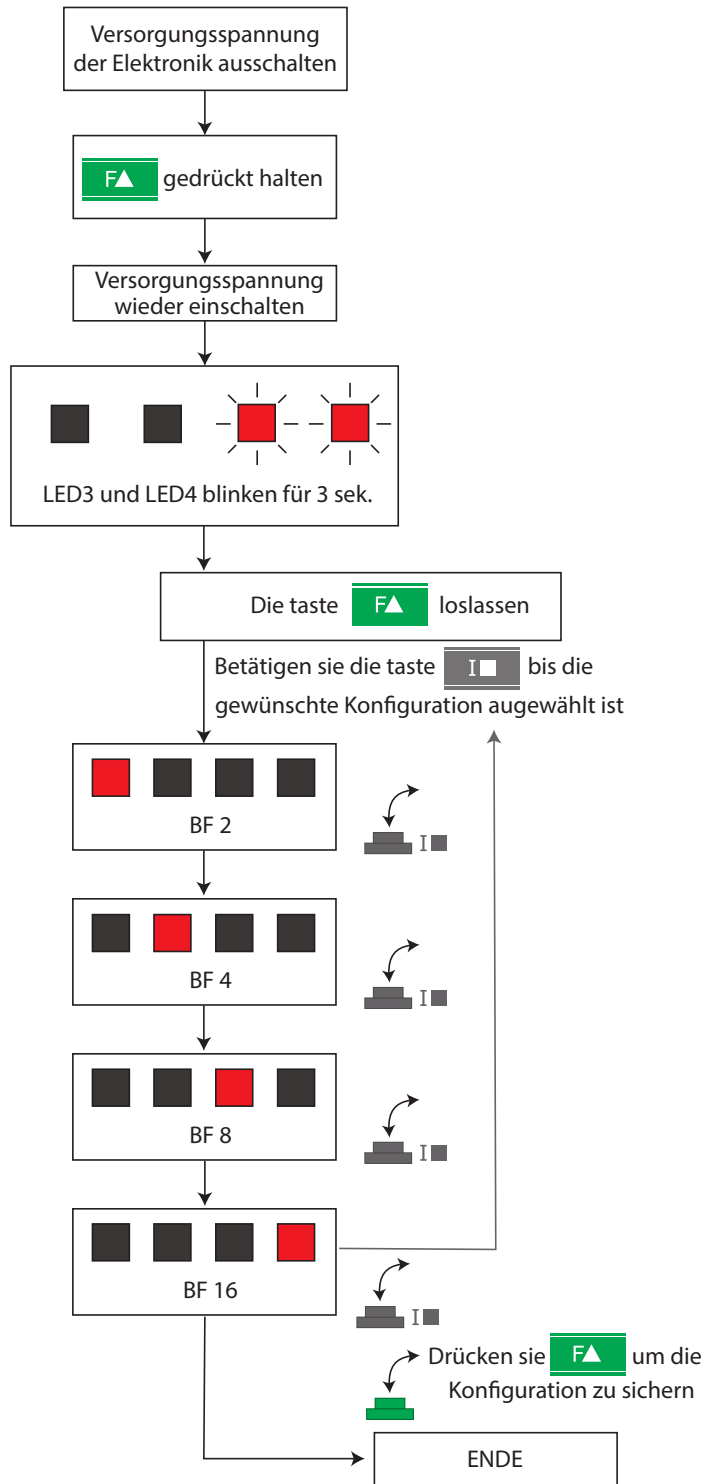 Versorgungsspannung
der Elektronik ausschalten
F▲ gedrückt halten
Versorgungsspannung
wieder einschalten
LED3 und LED4 blinken für 3 sek.
Die taste F▲ loslassen
Betätigen sie die taste I■ bis die
gewünschte Konfiguration augewählt ist
BF 2
I■
BF 4
I■
BF 8
I■
BF 16
I■
Drücken sie F▲ um die
Konfiguration zu sichern
ENDE